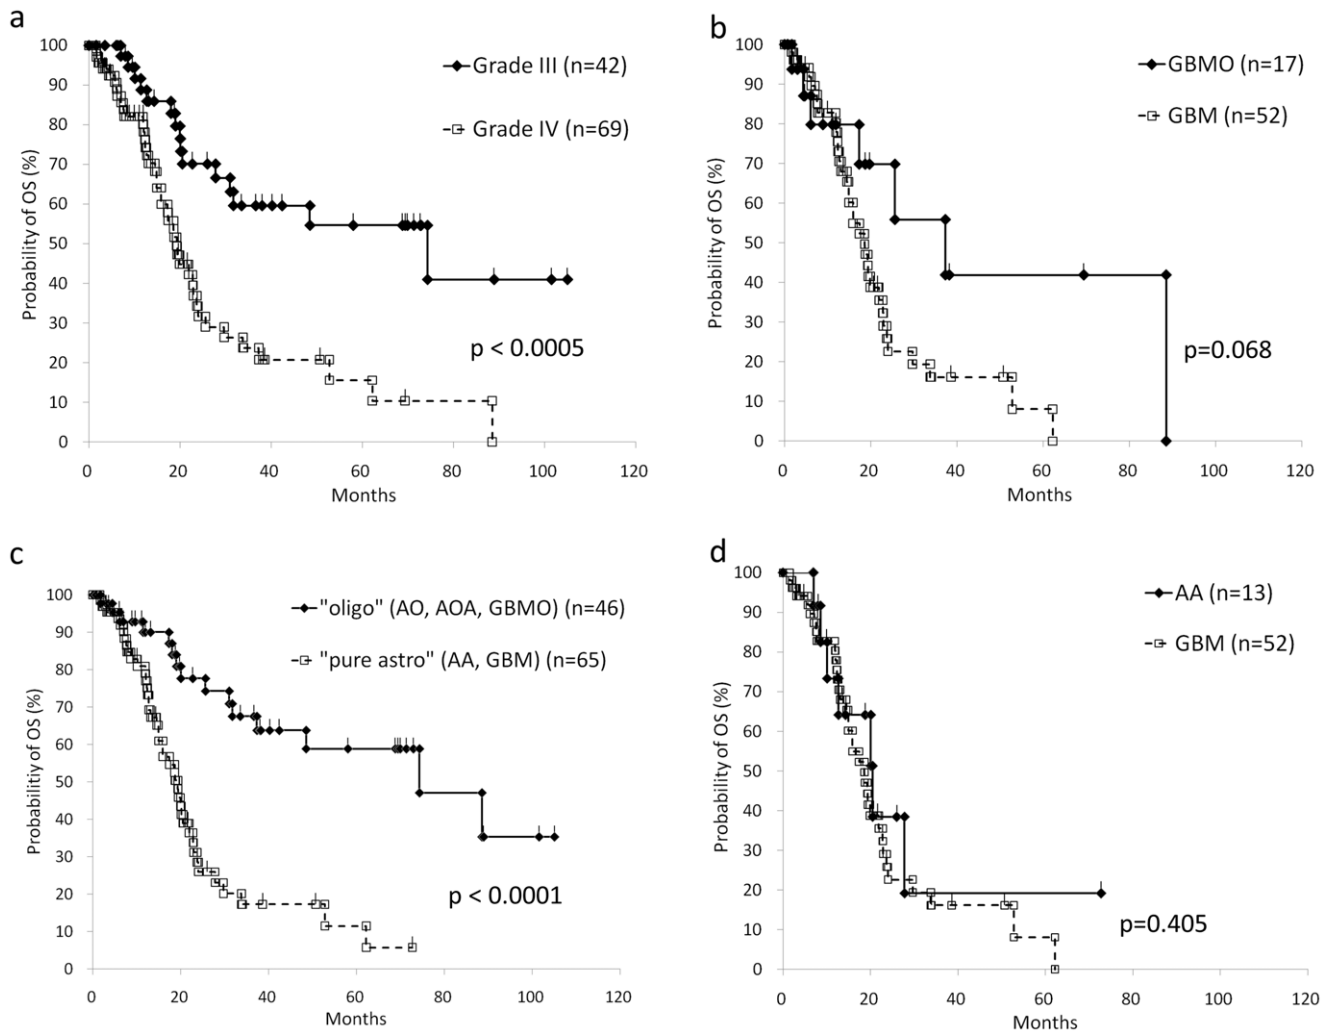 a
100
90
80
70
60
50
40
30
20
10
0
Probability of OS (%)
Grade III (n=42)
Grade IV (n=69)
p < 0.0005
0 20 40 60 80 100 120
Months
b
100
90
80
70
60
50
40
30
20
10
0
Probability of OS (%)
GBMO (n=17)
GBM (n=52)
p=0.068
0 20 40 60 80 100 120
Months
c
100
90
80
70
60
50
40
30
20
10
0
Probabilitiy of OS (%)
"oligo" (AO, AOA, GBMO) (n=46)
"pure astro" (AA, GBM) (n=65)
p < 0.0001
0 20 40 60 80 100 120
Months
d
100
90
80
70
60
50
40
30
20
10
0
Probability of OS (%)
AA (n=13)
GBM (n=52)
p=0.405
0 20 40 60 80 100 120
Months